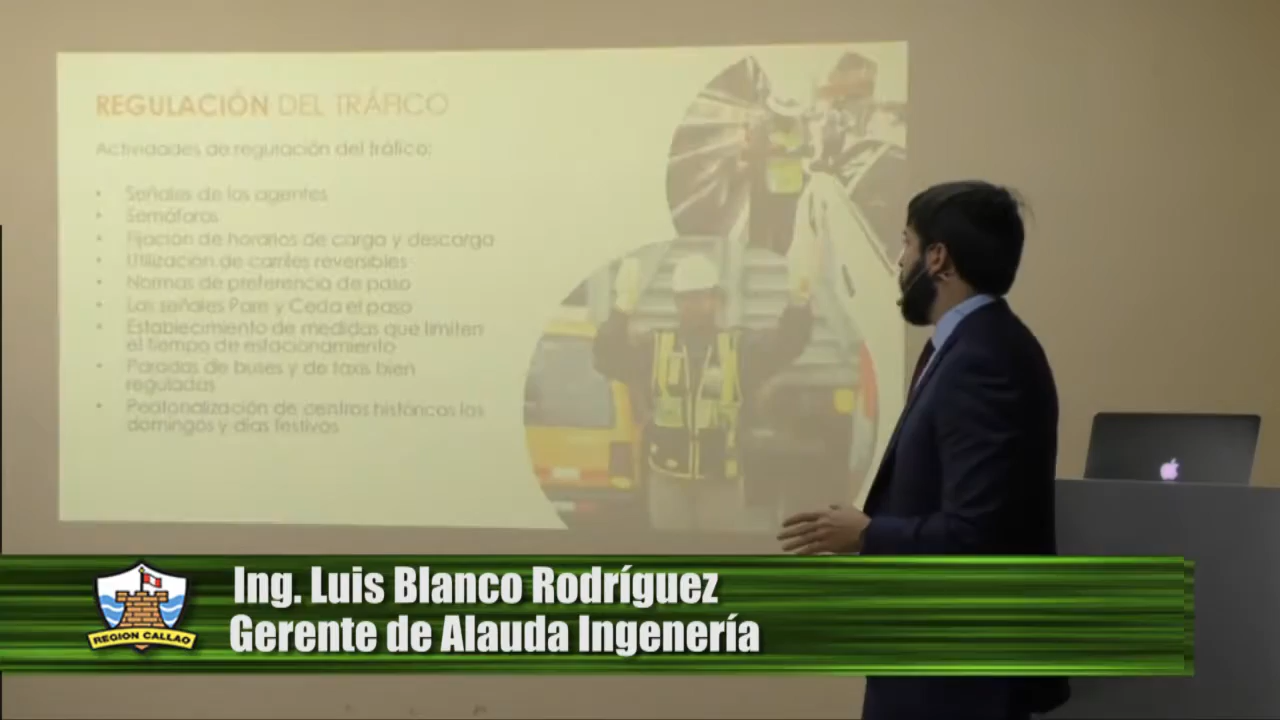 REGULACIÓN DEL TRÁFICO
Actividades de regulación del tráfico:
• Señales de los agentes
• Semáforos
• Fijación de horarios de carga y descarga
• Utilización de carriles reversibles
• Normas de preferencia de paso
• Las señales Pare y Ceda el paso
• Establecimiento de medidas que limiten
el tiempo de estacionamiento
• Paradas de buses y de taxis bien
reguladas
• Peatonalización de centros históricos los
domingos y días festivos
Ing. Luis Blanco Rodríguez
Gerente de Alauda Ingenería
REGION CALLAO